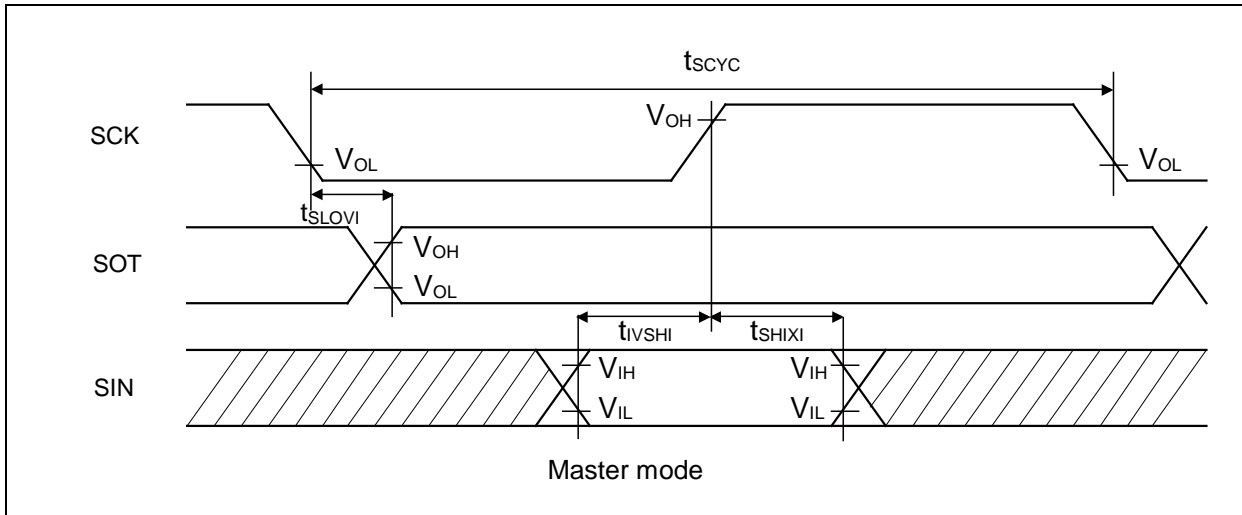 tSCYC
SCK
VOH
VOL
VOL
tSLOVI
SOT
VOH
VOL
tIVSHI
tSHIXI
SIN
VIH
VIH
VIL
VIL
Master mode